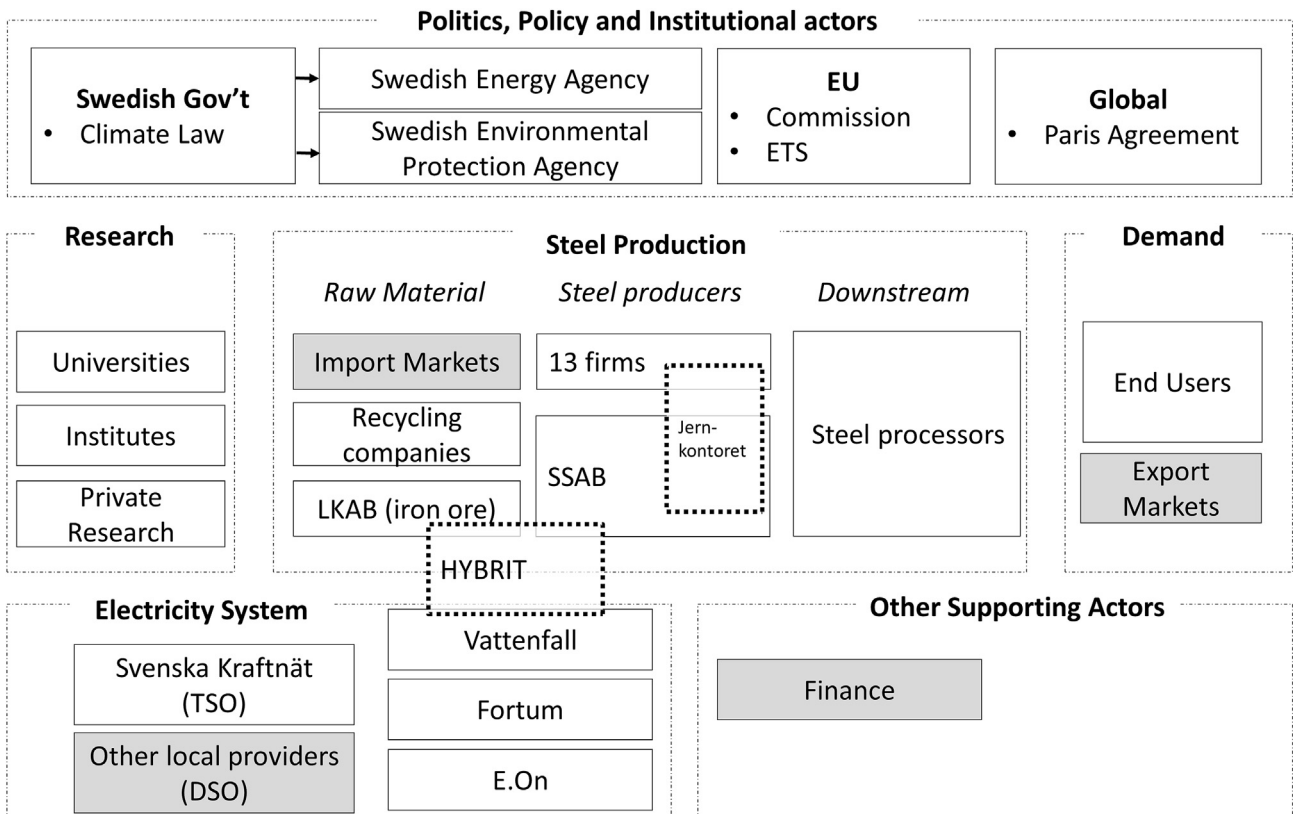 Politics, Policy and Institutional actors
Swedish Gov't
• Climate Law
Swedish Energy Agency
Swedish Environmental
Protection Agency
EU
• Commission
• ETS
Global
• Paris Agreement
Research
Universities
Institutes
Private
Research
Steel Production
Raw Material
Steel producers
Downstream
Import Markets
Recycling
companies
LKAB (iron ore)
13 firms
Jern-
kontoret
SSAB
Steel processors
HYBRIT
Demand
End Users
Export
Markets
Electricity System
Svenska Kraftnät
(TSO)
Other local providers
(DSO)
Vattenfall
Fortum
E.On
Other Supporting Actors
Finance